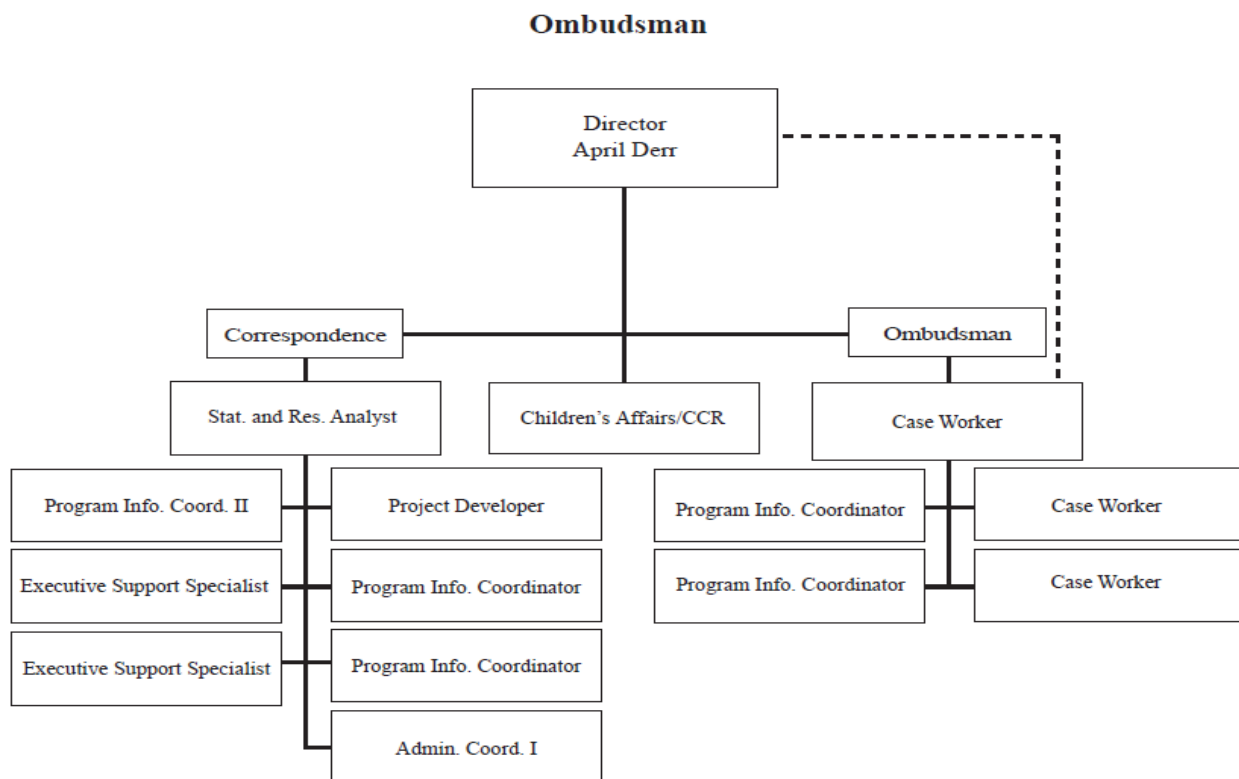 Ombudsman
Director
April Derr
Correspondence
Ombudsman
Stat. and Res. Analyst
Children’s Affairs/CCR
Case Worker
Program Info. Coord. II
Project Developer
Program Info. Coordinator
Case Worker
Executive Support Specialist
Program Info. Coordinator
Program Info. Coordinator
Case Worker
Executive Support Specialist
Program Info. Coordinator
Admin. Coord. I